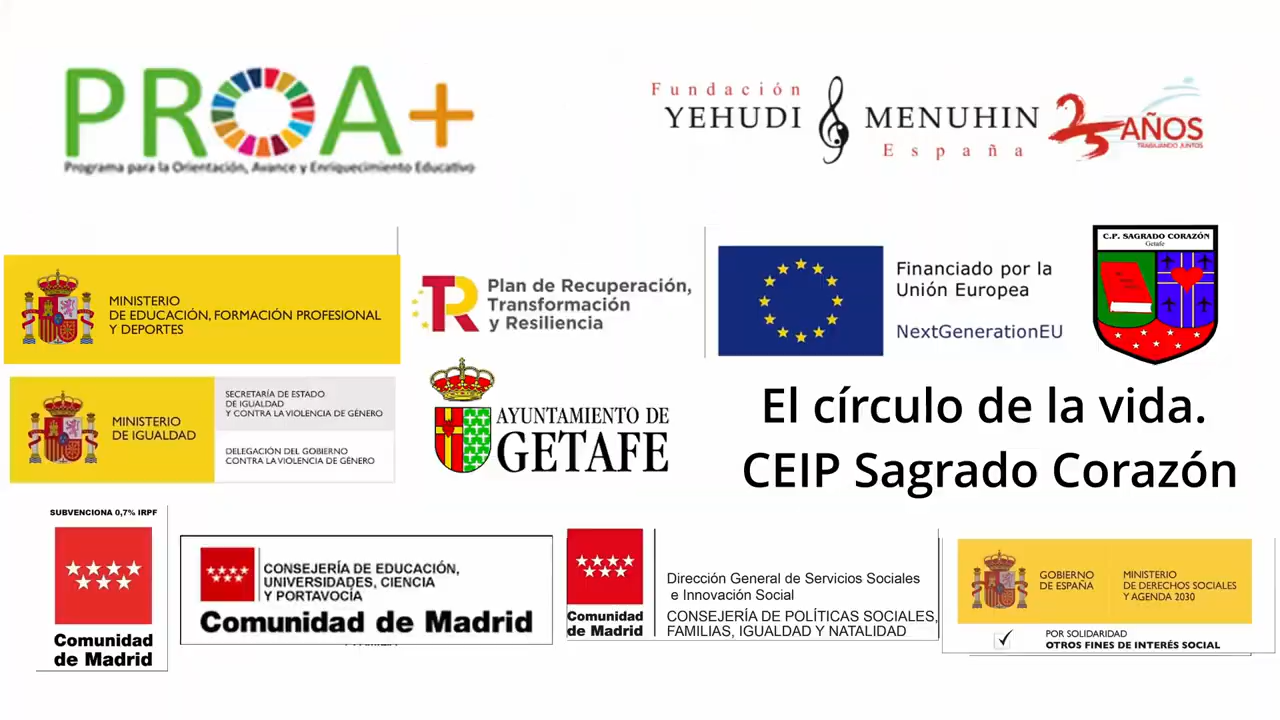 PROA+
Programa para la Orientación, Avance y Enriquecimiento Educativo
Fundación
YEHUDI MENUHIN
España
25 AÑOS
TRABAJANDO JUNTOS
MINISTERIO
DE EDUCACIÓN, FORMACIÓN PROFESIONAL
Y DEPORTES
Plan de Recuperación,
Transformación
y Resiliencia
Financiado por la
Unión Europea
NextGenerationEU
C.P. SAGRADO CORAZÓN
Getafe
MINISTERIO
DE IGUALDAD
SECRETARÍA DE ESTADO
DE IGUALDAD
Y CONTRA LA VIOLENCIA DE GÉNERO
DELEGACIÓN DEL GOBIERNO
CONTRA LA VIOLENCIA DE GÉNERO
AYUNTAMIENTO DE
GETAFE
El círculo de la vida.
CEIP Sagrado Corazón
SUBVENCIONA 0,7% IRPF
Comunidad
de Madrid
CONSEJERÍA DE EDUCACIÓN,
UNIVERSIDADES, CIENCIA
Y PORTAVOCÍA
Comunidad de Madrid
Comunidad
de Madrid
Dirección General de Servicios Sociales
e Innovación Social
CONSEJERÍA DE POLÍTICAS SOCIALES,
FAMILIAS, IGUALDAD Y NATALIDAD
GOBIERNO
DE ESPAÑA
MINISTERIO
DE DERECHOS SOCIALES
Y AGENDA 2030
POR SOLIDARIDAD
OTROS FINES DE INTERÉS SOCIAL